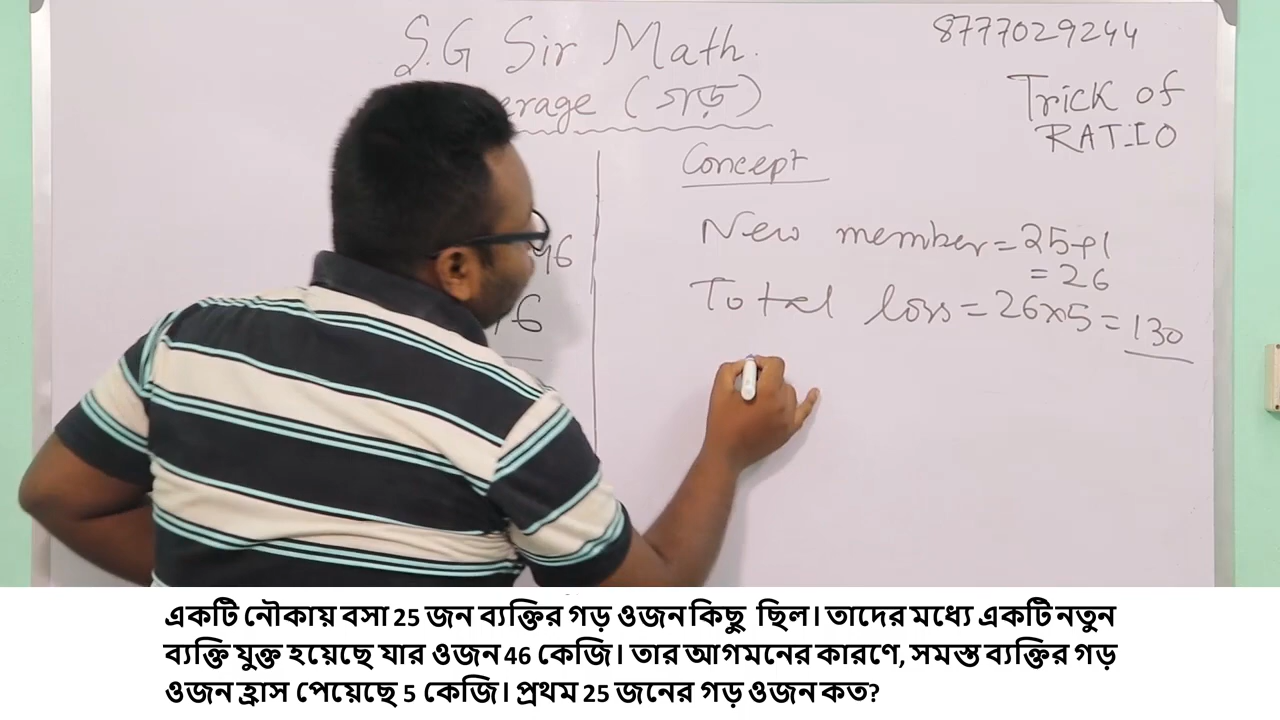 S.G Sir Math.
8777029244
erage (গড়)
Trick of
RATIO
Concept
New member = 25+1
= 26
Total loss = 26x5 = 130
46
6
একটি নৌকায় বসা 25 জন ব্যক্তির গড় ওজন কিছু ছিল। তাদের মধ্যে একটি নতুন
ব্যক্তি যুক্ত হয়েছে যার ওজন 46 কেজি। তার আগমনের কারণে, সমস্ত ব্যক্তির গড়
ওজন হ্রাস পেয়েছে 5 কেজি। প্রথম 25 জনের গড় ওজন কত?